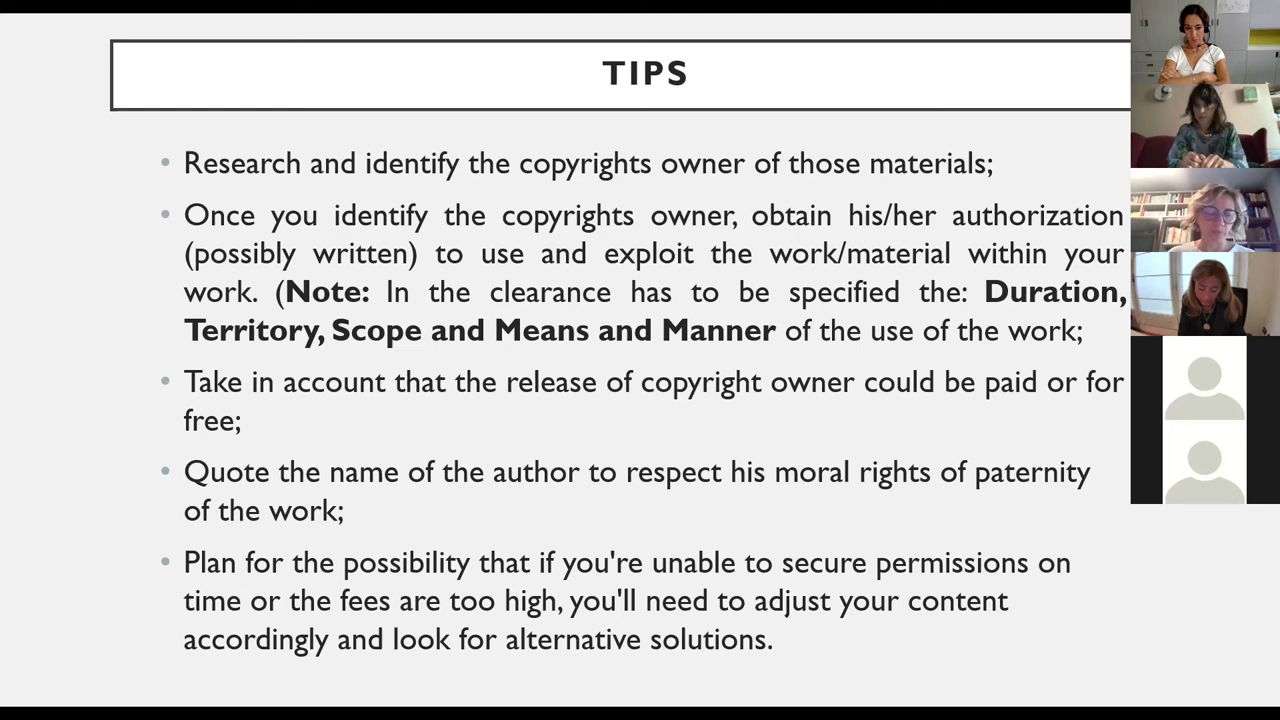 TIPS
• Research and identify the copyrights owner of those materials;
• Once you identify the copyrights owner, obtain his/her authorization
(possibly written) to use and exploit the work/material within your
work. (Note: In the clearance has to be specified the: Duration,
Territory, Scope and Means and Manner of the use of the work;
• Take in account that the release of copyright owner could be paid or for
free;
• Quote the name of the author to respect his moral rights of paternity
of the work;
• Plan for the possibility that if you're unable to secure permissions on
time or the fees are too high, you'll need to adjust your content
accordingly and look for alternative solutions.